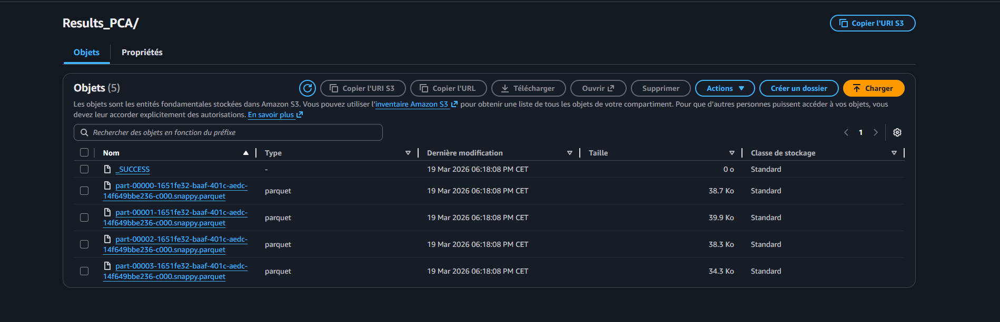 Results_PCA/
Copier l'URI S3
Objets
Propriétés
Objets (5)
Copier l'URI S3
Copier l'URL
Télécharger
Ouvrir
Supprimer
Actions
Créer un dossier
Charger
Les objets sont les entités fondamentales stockées dans Amazon S3. Vous pouvez utiliser l'inventaire Amazon S3 pour obtenir une liste de tous les objets de votre compartiment. Pour que d'autres personnes puissent accéder à vos objets, vous
devez leur accorder explicitement des autorisations. En savoir plus
Rechercher des objets en fonction du préfixe
1
Nom Type Dernière modification Taille Classe de stockage
_SUCCESS - 19 Mar 2026 06:18:08 PM CET 0 o Standard
part-00000-1651fe32-baaf-401c-aedc-
14f649bbe236-c000.snappy.parquet
parquet 19 Mar 2026 06:18:08 PM CET 38.7 Ko Standard
part-00001-1651fe32-baaf-401c-aedc-
14f649bbe236-c000.snappy.parquet
parquet 19 Mar 2026 06:18:08 PM CET 39.9 Ko Standard
part-00002-1651fe32-baaf-401c-aedc-
14f649bbe236-c000.snappy.parquet
parquet 19 Mar 2026 06:18:08 PM CET 38.3 Ko Standard
part-00003-1651fe32-baaf-401c-aedc-
14f649bbe236-c000.snappy.parquet
parquet 19 Mar 2026 06:18:08 PM CET 34.3 Ko Standard